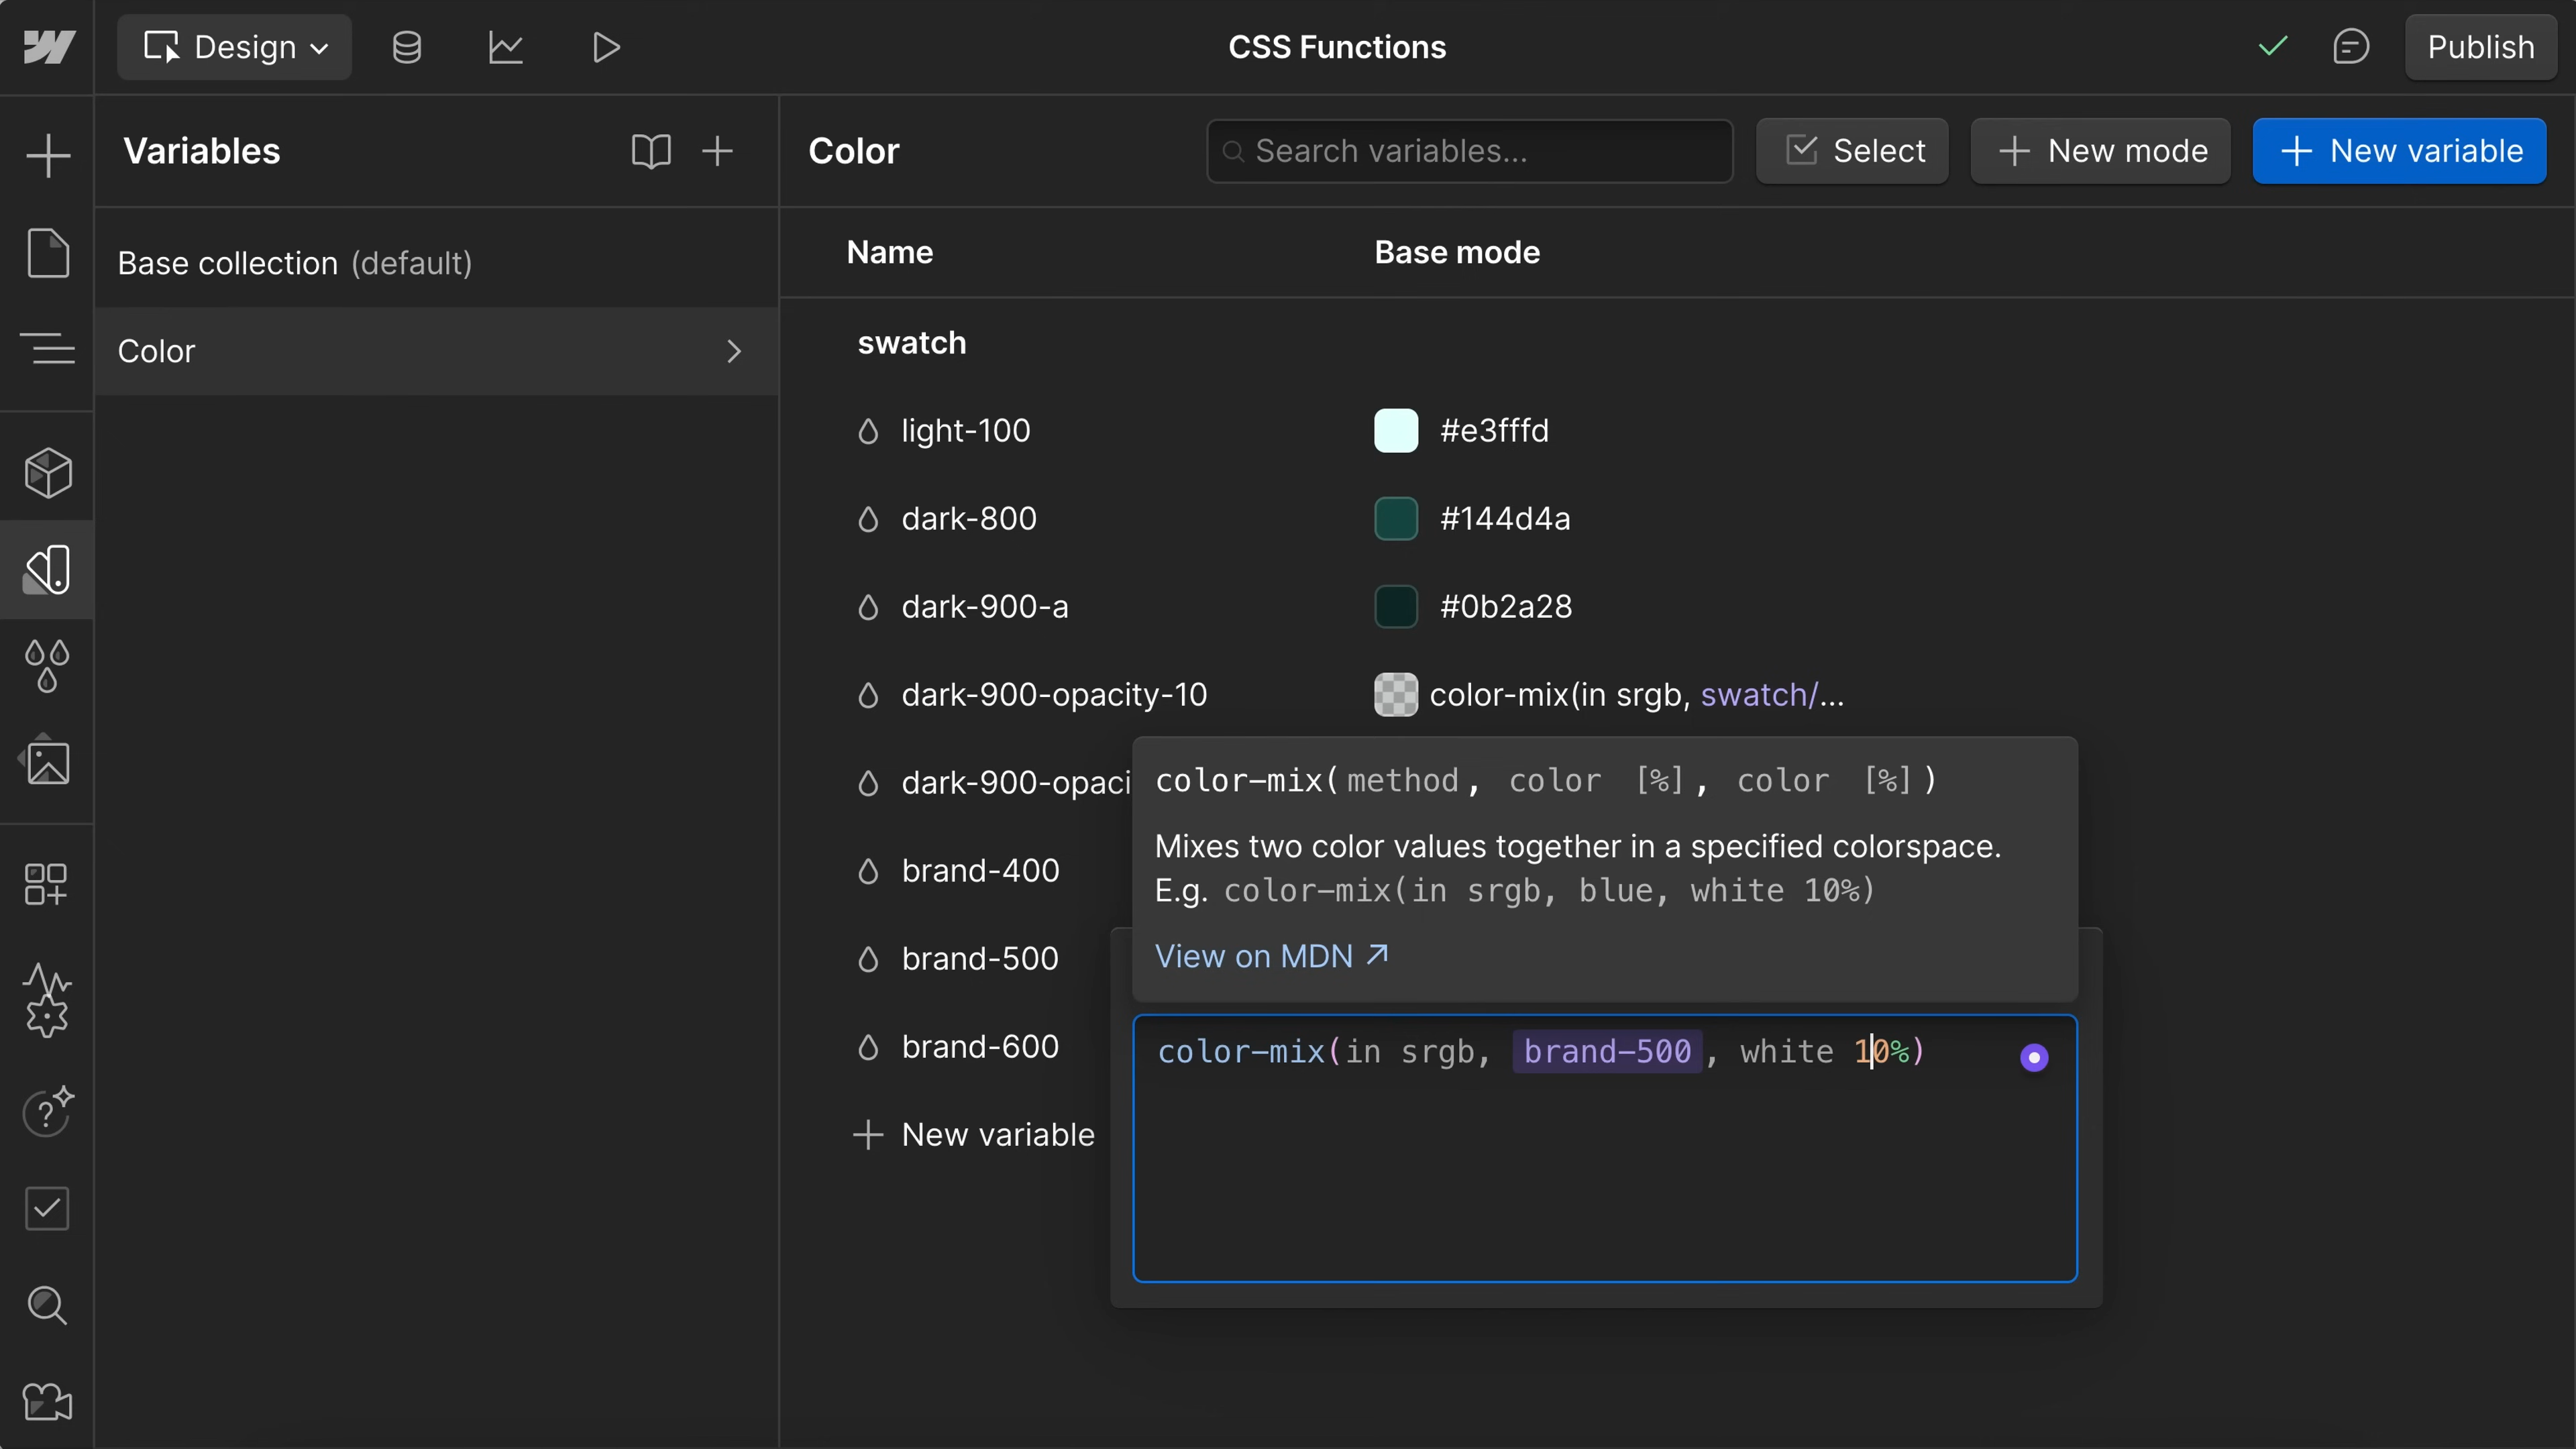 Design
CSS Functions
Publish
Variables
Color
Search variables...
Select
New mode
New variable
Base collection (default)
Color
Name
Base mode
swatch
light-100
#e3fffd
dark-800
#144d4a
dark-900-a
#0b2a28
dark-900-opacity-10
color-mix(in srgb, swatch/...
dark-900-opaci
brand-400
brand-500
brand-600
New variable
color-mix(method, color [%], color [%])
Mixes two color values together in a specified colorspace.
E.g. color-mix(in srgb, blue, white 10%)
View on MDN
color-mix(in srgb, brand-500, white 10%)